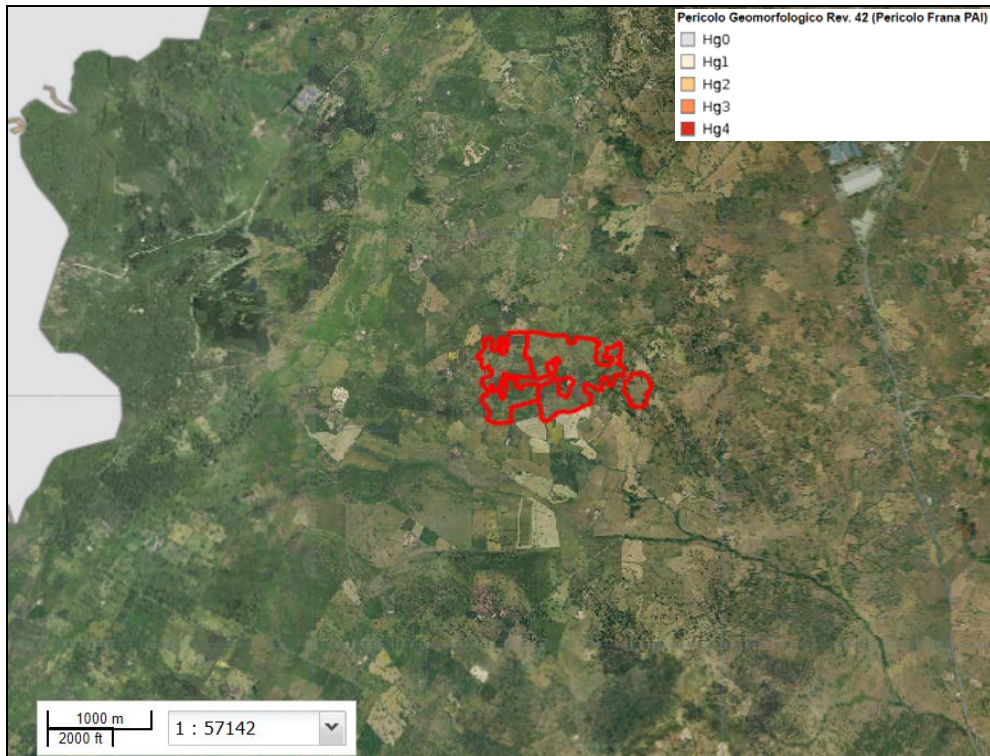 Pericolo Geomorfologico Rev. 42 (Pericolo Frana PAI)
Hg0
Hg1
Hg2
Hg3
Hg4
1000 m
2000 ft
1 : 57142